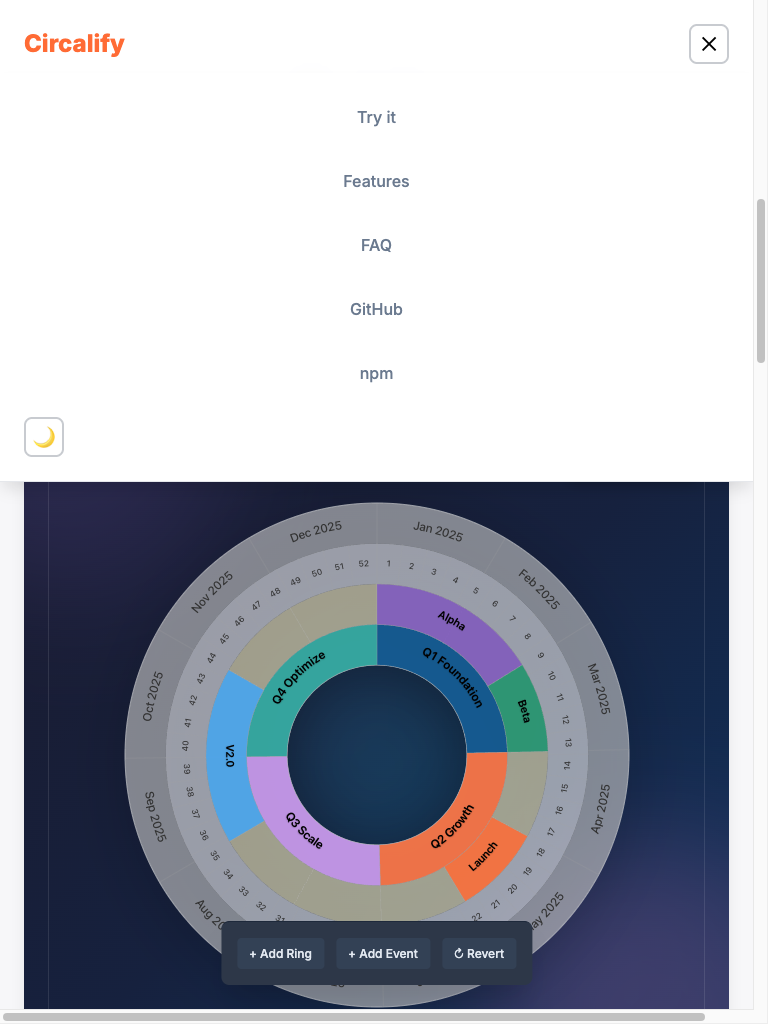 Circalify
Try it
Features
FAQ
GitHub
npm
Dec 2025
Jan 2025
Nov 2025
Feb 2025
Oct 2025
Mar 2025
Sep 2025
Apr 2025
52 1 2 3 4 5 6 7 8 9 10 11 12 13 14 15 16 17 18 19 20 21 22
31 32 33 34 35 36 37 38 39 40 41 42 43 44 45 46 47 48 49 50 51
Alpha
Q1 Foundation
Q4 Optimize
Beta
V2.0
Q3 Scale
Q2 Growth
Launch
+ Add Ring
+ Add Event
↻ Revert